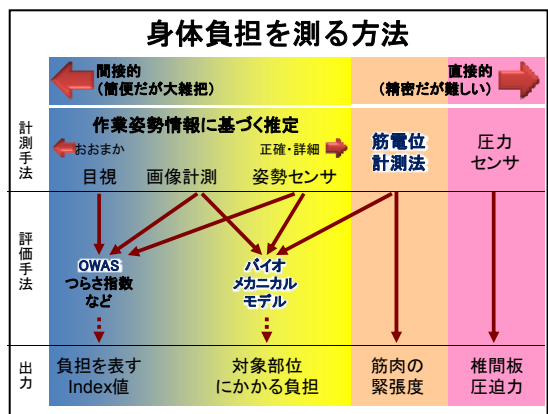 身体負担を測る方法
間接的
(簡便だが大雑把)
直接的
(精密だが難しい)
計測手法
作業姿勢情報に基づく推定
おおまか
正確・詳細
目視
画像計測
姿勢センサ
筋電位
計測法
圧力
センサ
評価手法
OWAS
つらさ指数
など
バイオ
メカニカル
モデル
出力
負担を表す
Index値
対象部位
にかかる負担
筋肉の
緊張度
椎間板
圧迫力